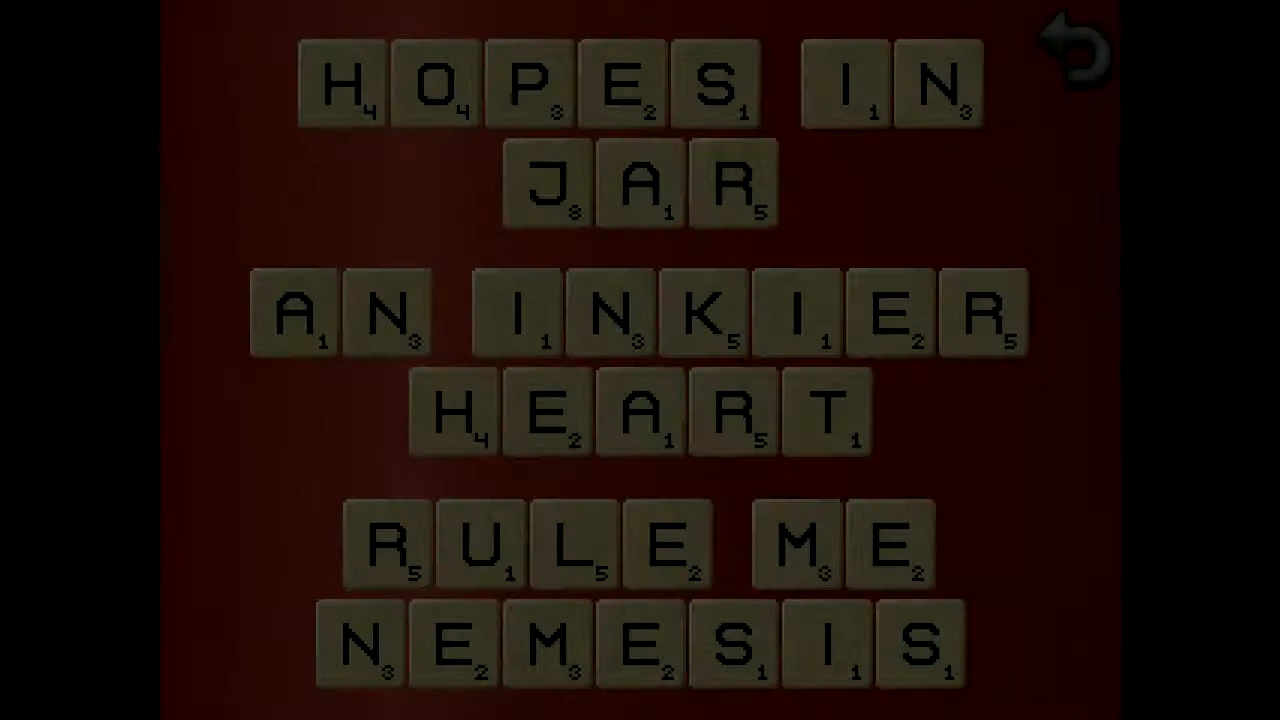 HOPES IN
JAR
AN INKIER
HEART
RULE ME
NEMESIS